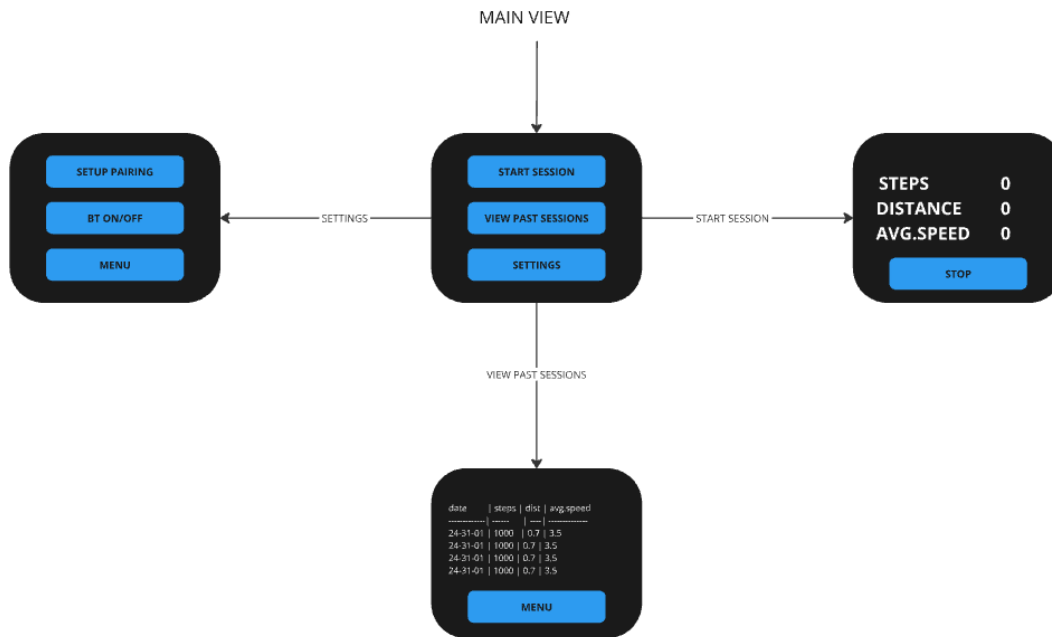 MAIN VIEW
SETUP PAIRING
BT ON/OFF
MENU
SETTINGS
START SESSION
VIEW PAST SESSIONS
SETTINGS
START SESSION
STEPS 0
DISTANCE 0
AVG.SPEED 0
STOP
VIEW PAST SESSIONS
date | steps | dist | avg.speed
-------------| ------ | ----| --------------
24-31-01 | 1000 | 0.7 | 3.5
24-31-01 | 1000 | 0.7 | 3.5
24-31-01 | 1000 | 0.7 | 3.5
24-31-01 | 1000 | 0.7 | 3.5
MENU